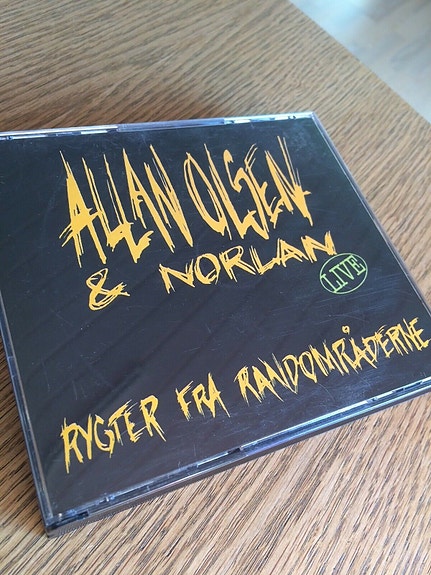 ALLAN OLSEN
& NORLAN
LIVE
RYGTER FRA RANDOMRÅDERNE